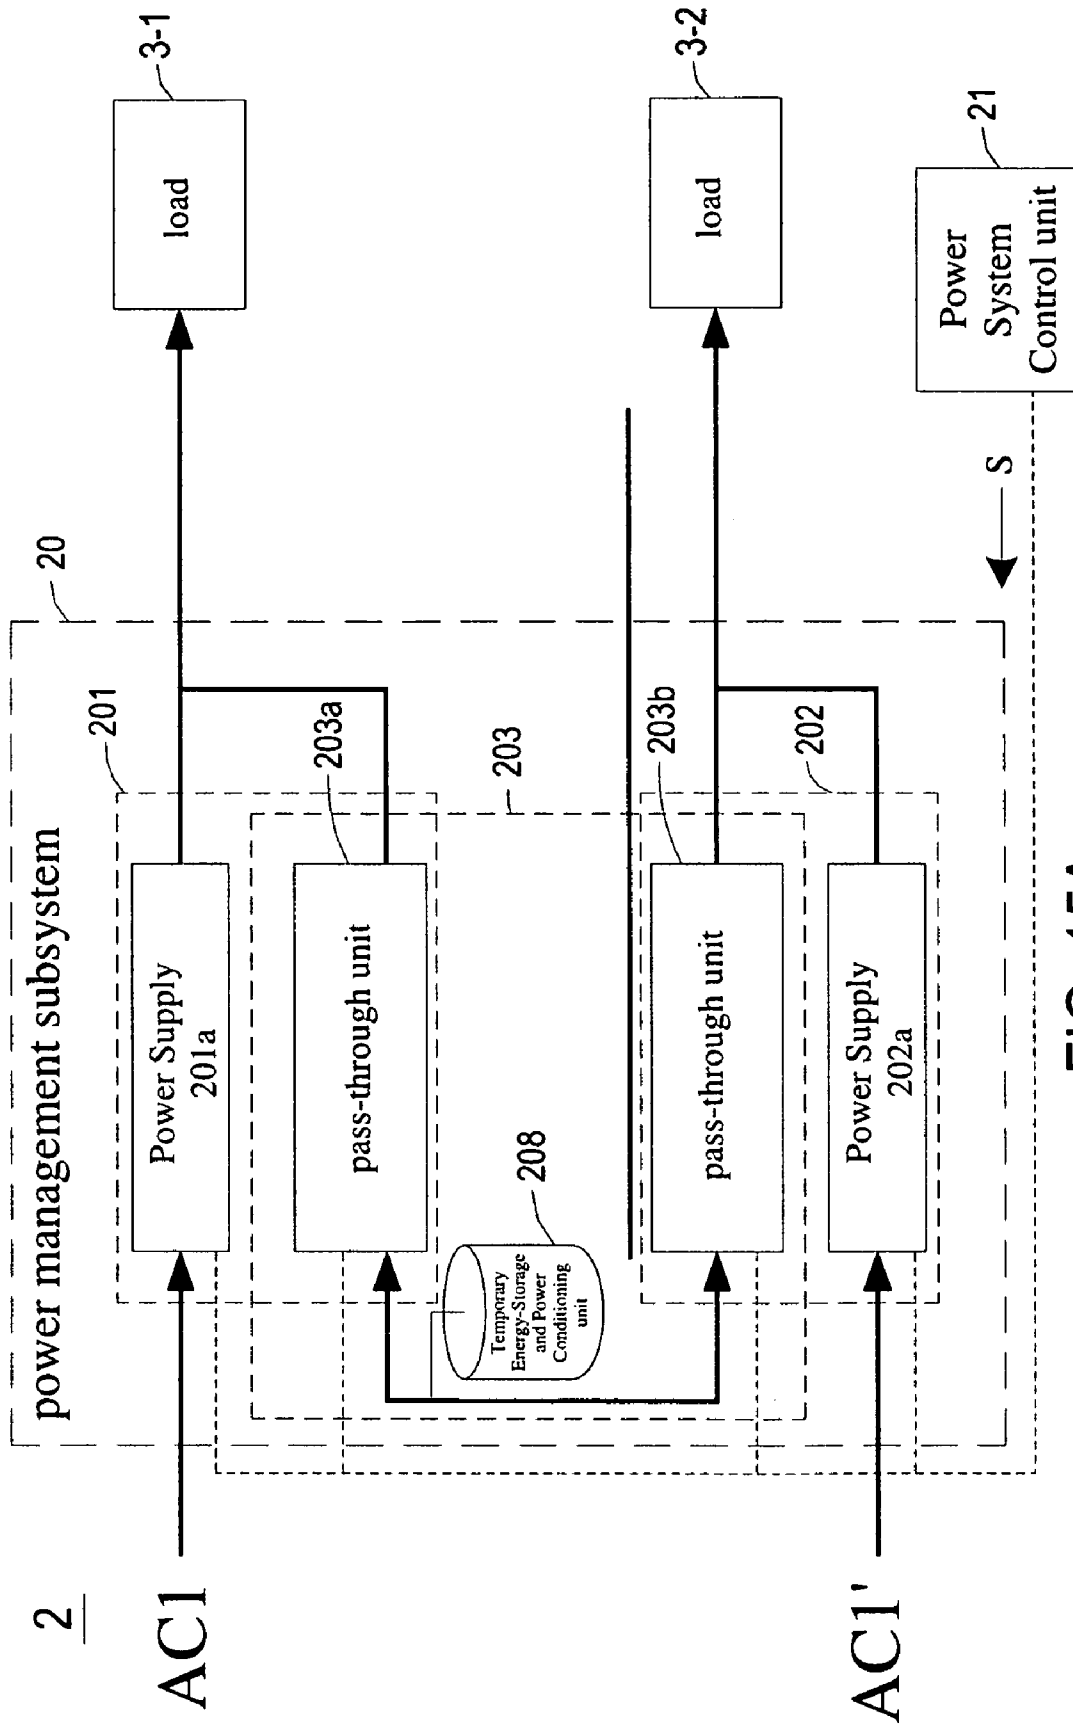 2
power management subsystem
20
AC1
Power Supply
201a
201
load
3-1
pass-through unit
203a
Temporary
Energy-Storage
and Power
Conditioning
unit
208
203
pass-through unit
203b
load
3-2
AC1'
Power Supply
202a
202
S
Power
System
Control unit
21
FIG.